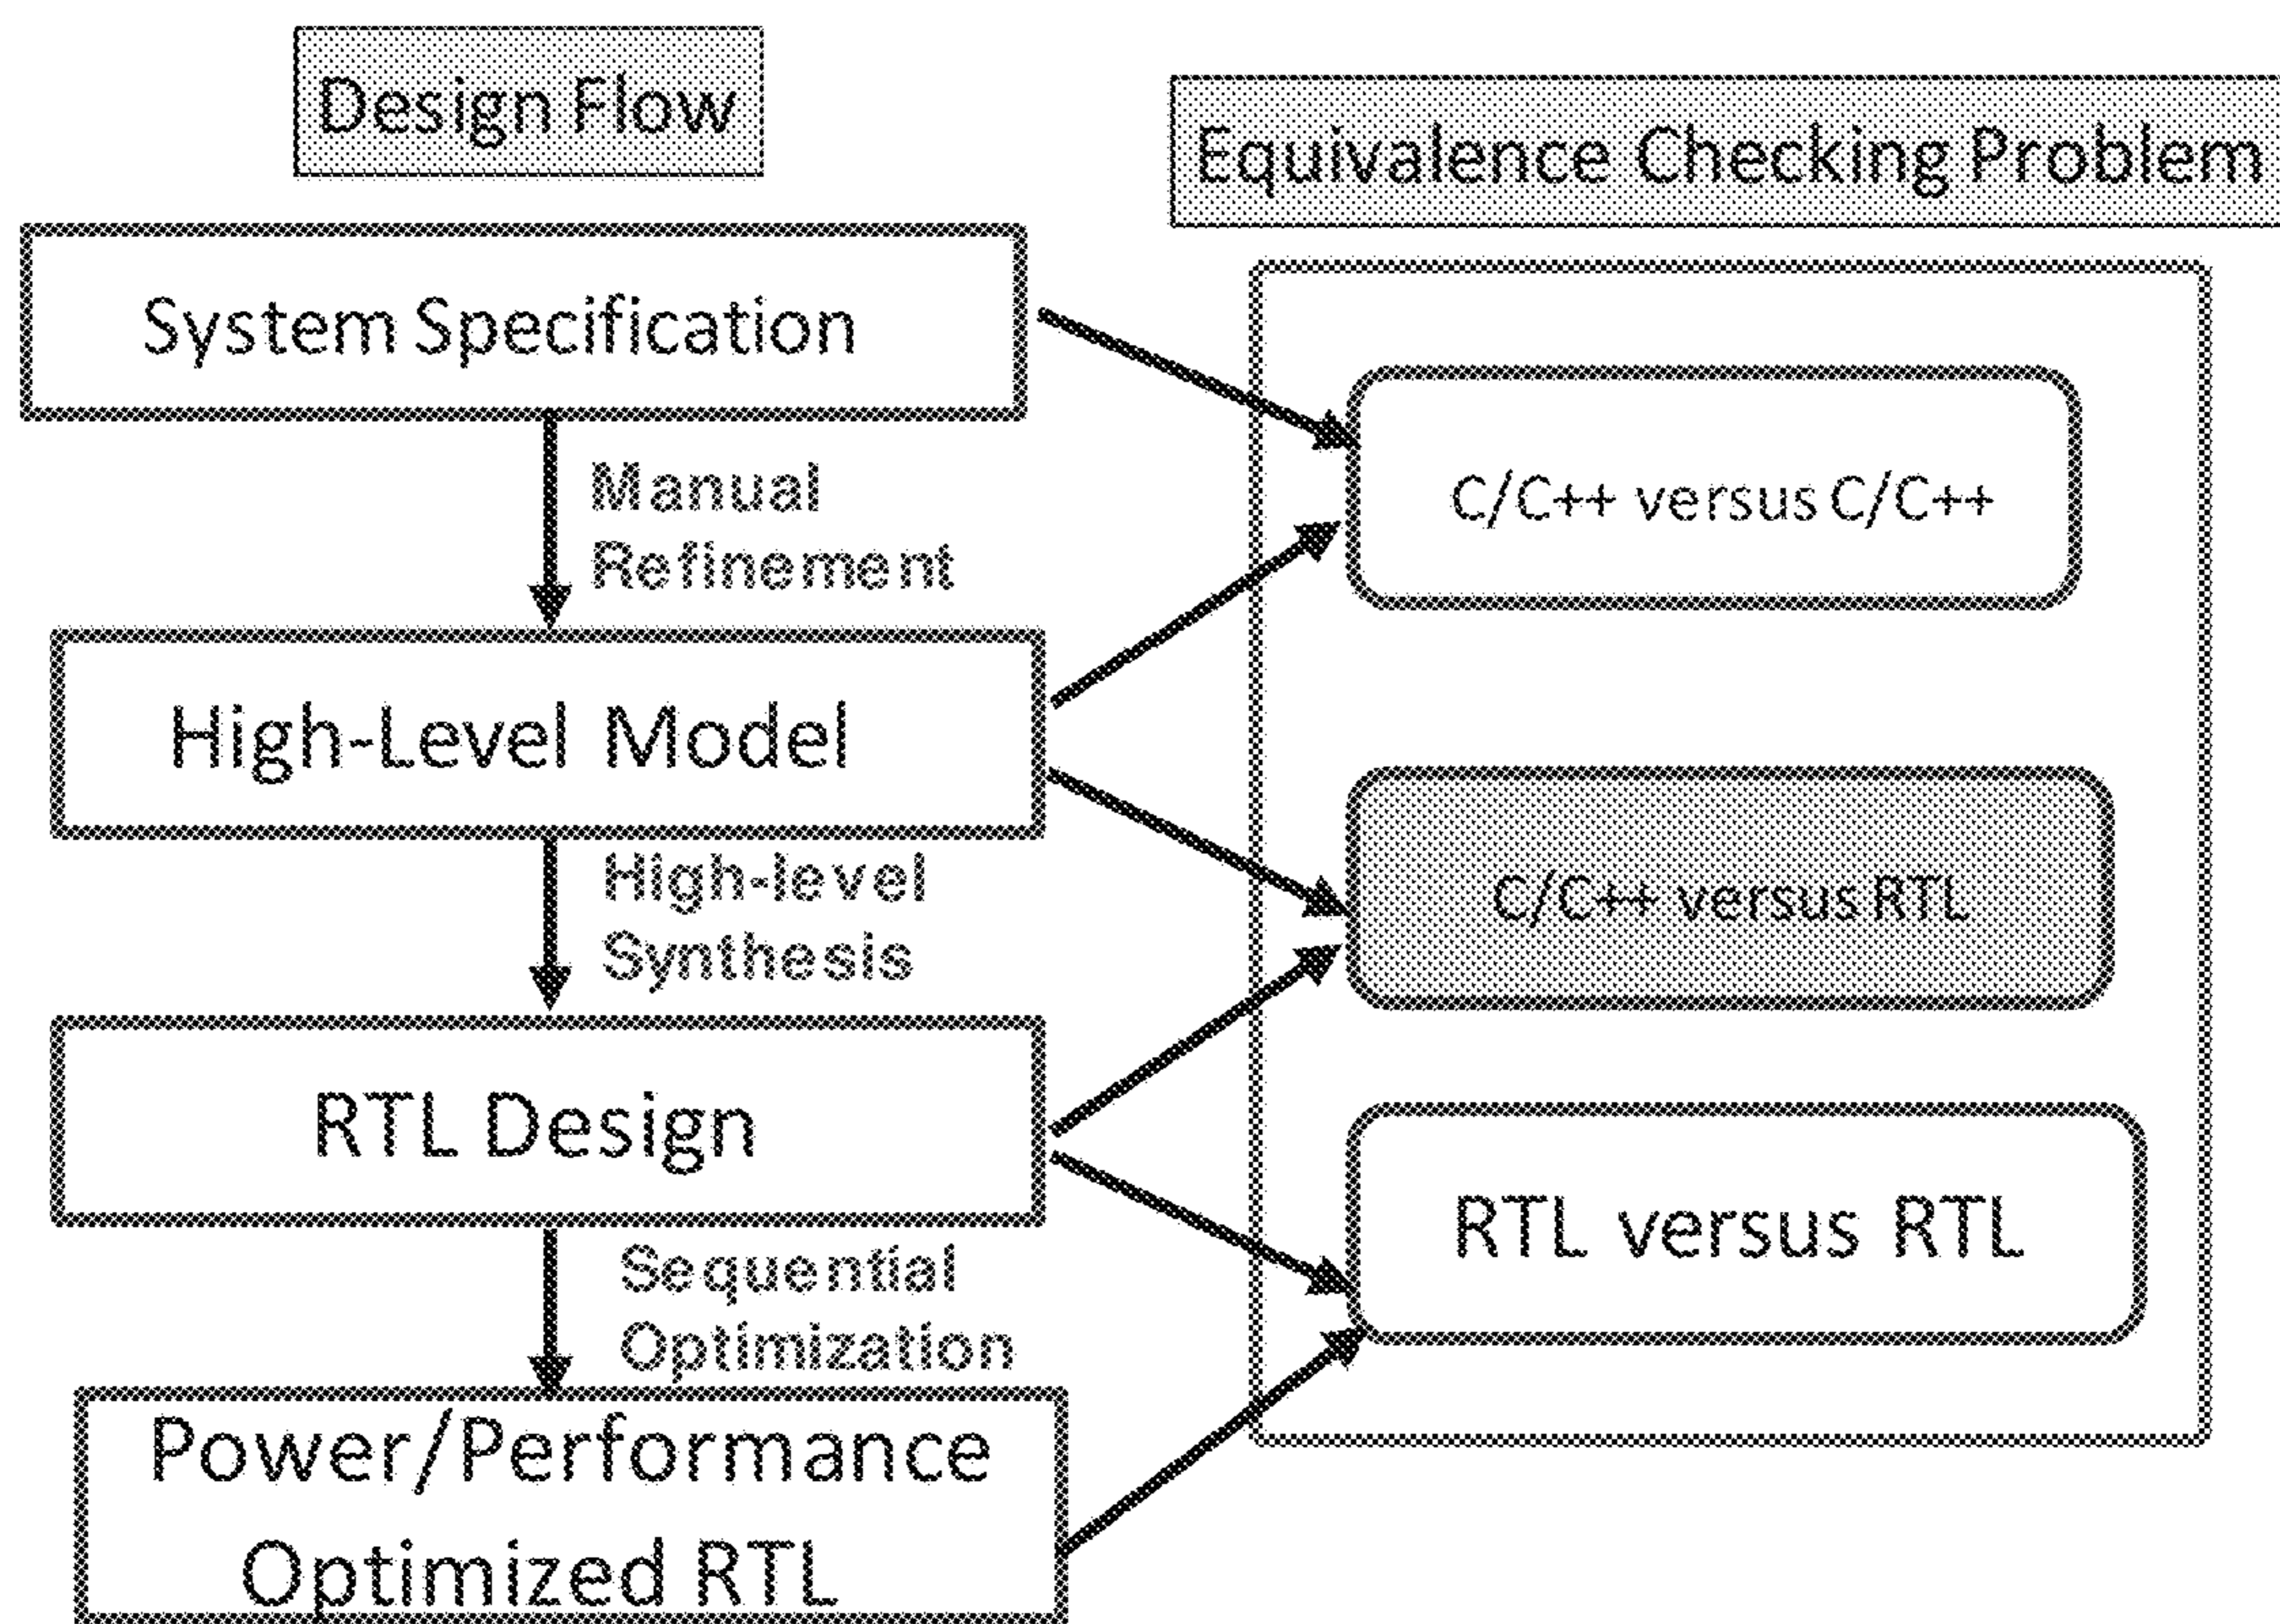 Design Flow
Equivalence Checking Problem
System Specification
Manual
Refinement
C/C++ versus C/C++
High-Level Model
High-level
Synthesis
C/C++ versus RTL
RTL Design
Sequential
Optimization
RTL versus RTL
Power/Performance
Optimized RTL